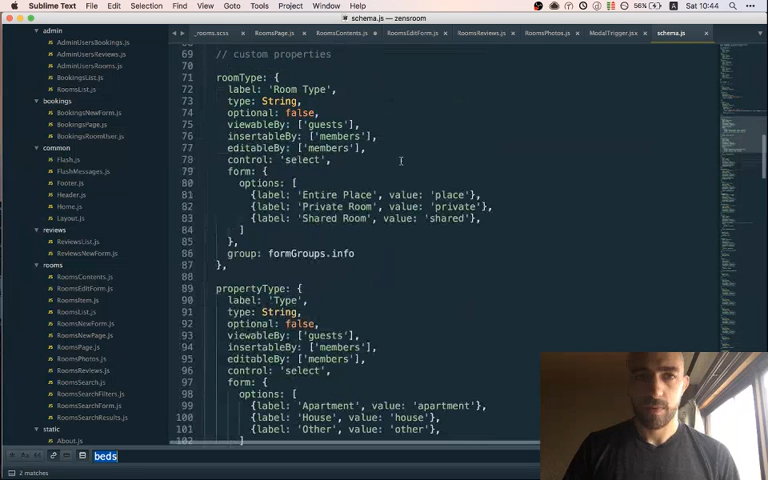 Sublime Text File Edit Selection Find View Goto Tools Project Window Help 56% Sat 10:44
schema.js — zensroom
_rooms.scss RoomsPage.js RoomsContents.js RoomsEditForm.js RoomsReviews.js RoomsPhotos.js ModalTrigger.jsx schema.js
admin
AdminUsersBookings.js
AdminUsersReviews.js
AdminUsersRooms.js
BookingsList.js
RoomsList.js
bookings
BookingsNewForm.js
BookingsPage.js
BookingsRoomUser.js
common
Flash.js
FlashMessages.js
Footer.js
Header.js
Home.js
Layout.js
reviews
ReviewsList.js
ReviewsNewForm.js
rooms
RoomsContents.js
RoomsEditForm.js
RoomsItem.js
RoomsList.js
RoomsNewForm.js
RoomsNewPage.js
RoomsPage.js
RoomsPhotos.js
RoomsReviews.js
RoomsSearch.js
RoomsSearchFilters.js
RoomsSearchForm.js
RoomsSearchResults.js
static
About.js
69 // custom properties
70
71 roomType: {
72 label: 'Room Type',
73 type: String,
74 optional: false,
75 viewableBy: ['guests'],
76 insertableBy: ['members'],
77 editableBy: ['members'],
78 control: 'select',
79 form: {
80 options: [
81 {label: 'Entire Place', value: 'place'},
82 {label: 'Private Room', value: 'private'},
83 {label: 'Shared Room', value: 'shared'},
84 ]
85 },
86 group: formGroups.info
87 },
88
89 propertyType: {
90 label: 'Type',
91 type: String,
92 optional: false,
93 viewableBy: ['guests'],
94 insertableBy: ['members'],
95 editableBy: ['members'],
96 control: 'select',
97 form: {
98 options: [
99 {label: 'Apartment', value: 'apartment'},
100 {label: 'House', value: 'house'},
101 {label: 'Other', value: 'other'},
102 ]
beds
2 matches